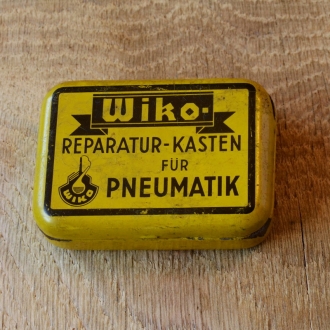 Wiko-
REPARATUR-KASTEN
FÜR
PNEUMATIK
WIKO